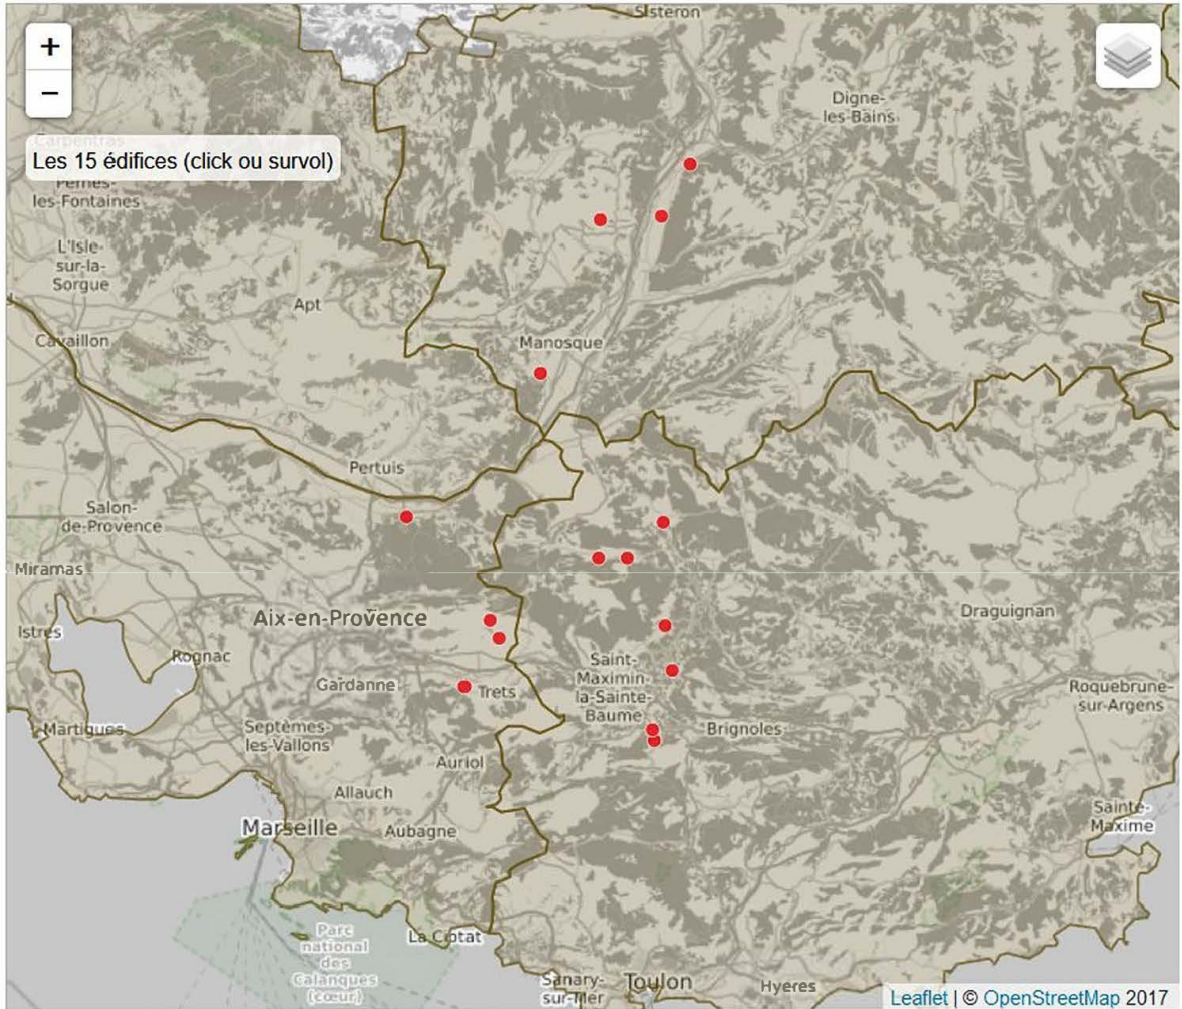 Sisteron
+
−
Digne-
les-Bains
Carpentras
Les 15 édifices (click ou survol)
Pernes-
les-Fontaines
L'Isle-
sur-la-
Sorgue
Apt
Cavaillon
Manosque
Pertuis
Salon-
de-Provence
Miramas
Aix-en-Provence
Draguignan
Istres
Rognac
Saint-
Maximin-
la-Sainte-
Baume
Gardanne
Trets
Roquebrune-
sur-Argens
Martigues
Septèmes-
les-Vallons
Brignoles
Auriol
Allauch
Sainte-
Maxime
Marseille
Aubagne
La Ciotat
Parc
national
des
Calanques
(cœur)
Sanary-
sur-Mer
Toulon
Hyères
Leaflet | © OpenStreetMap 2017